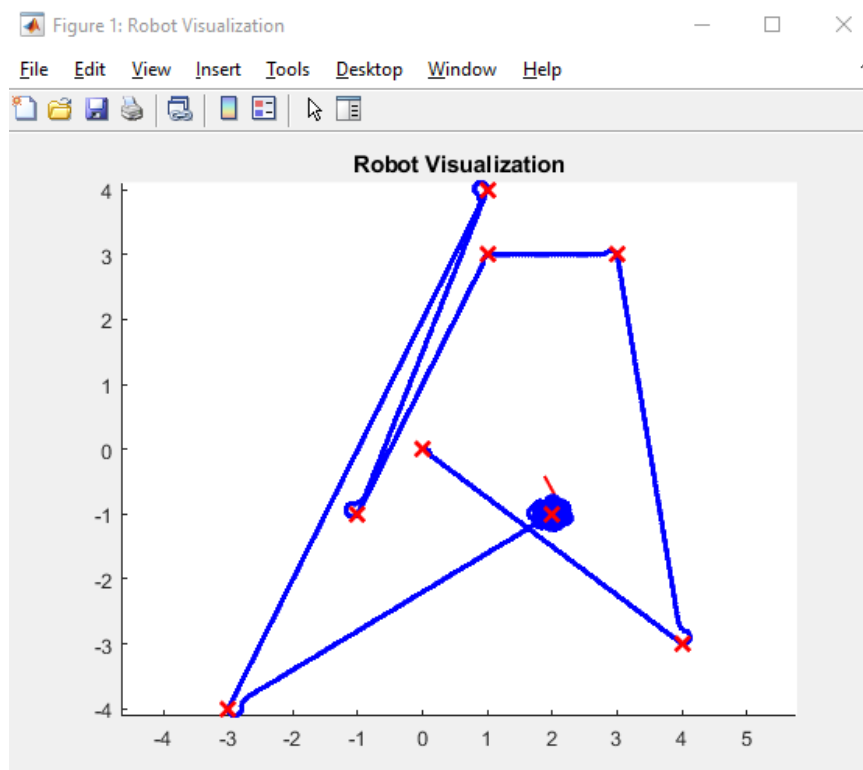 Figure 1: Robot Visualization
File Edit View Insert Tools Desktop Window Help
Robot Visualization
4
3
2
1
0
-1
-2
-3
-4
-4 -3 -2 -1 0 1 2 3 4 5